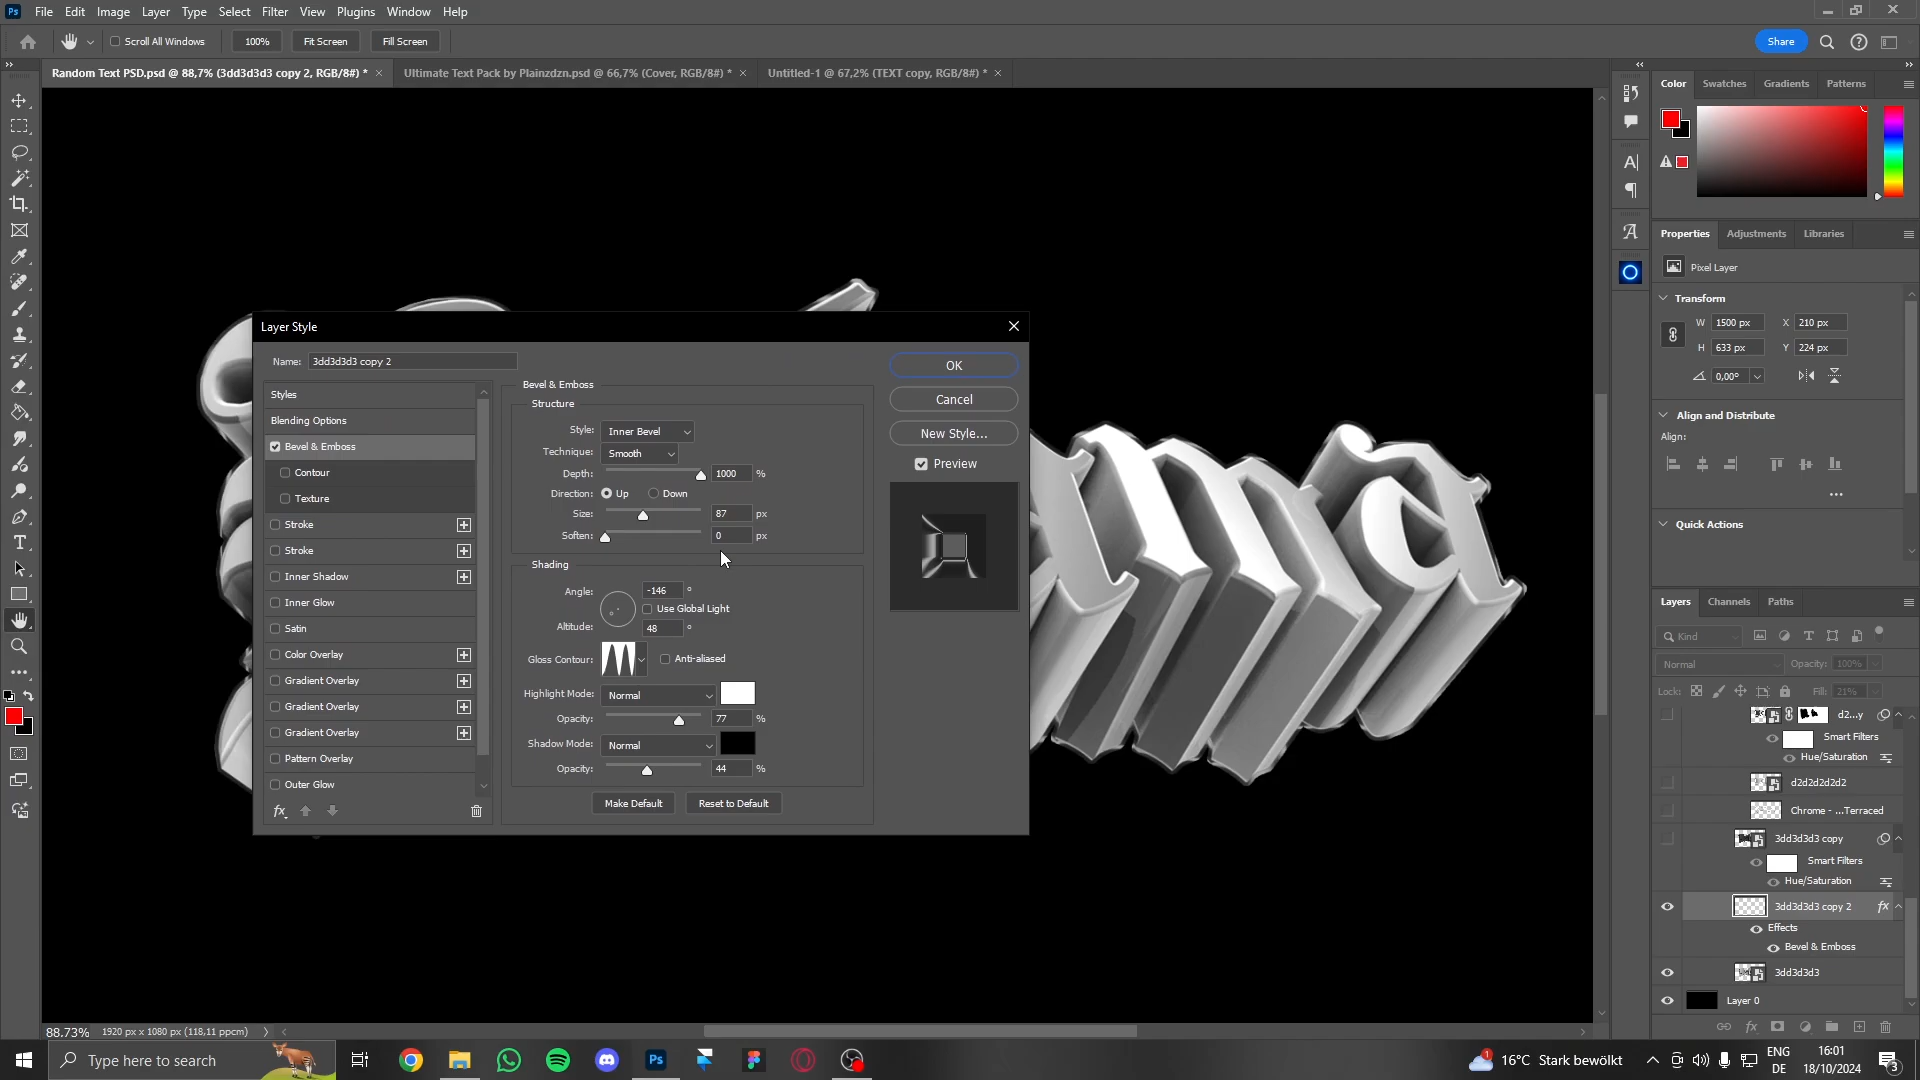 Ps File Edit Image Layer Type Select Filter View Plugins Window Help
Scroll All Windows 100% Fit Screen Fill Screen Share
Random Text PSD.psd @ 88,7% (3dd3d3d3 copy 2, RGB/8#) * × Ultimate Text Pack by Plainzdzn.psd @ 66,7% (Cover, RGB/8#) * × Untitled-1 @ 67,2% (TEXT copy, RGB/8#) * ×
Color Swatches Gradients Patterns
Properties Adjustments Libraries
Pixel Layer
Transform
W 1500 px X 210 px
H 633 px Y 224 px
0,00°
Align and Distribute
Align:
Quick Actions
Layers Channels Paths
Kind
Normal Opacity: 100%
Lock: Fill: 21%
d2...y
Smart Filters
Hue/Saturation
d2d2d2d2d2
Chrome - ...Terraced
3dd3d3d3 copy
Smart Filters
Hue/Saturation
3dd3d3d3 copy 2 fx
Effects
Bevel & Emboss
3dd3d3d3
Layer 0
Layer Style
Name: 3dd3d3d3 copy 2
Styles
Blending Options
Bevel & Emboss
Contour
Texture
Stroke
Stroke
Inner Shadow
Inner Glow
Satin
Color Overlay
Gradient Overlay
Gradient Overlay
Gradient Overlay
Pattern Overlay
Outer Glow
fx
Bevel & Emboss
Structure
Style: Inner Bevel
Technique: Smooth
Depth: 1000 %
Direction: Up Down
Size: 87 px
Soften: 0 px
Shading
Angle: -146 °
Use Global Light
Altitude: 48 °
Gloss Contour: Anti-aliased
Highlight Mode: Normal
Opacity: 77 %
Shadow Mode: Normal
Opacity: 44 %
Make Default Reset to Default
OK
Cancel
New Style...
Preview
88.73% 1920 px x 1080 px (118,11 ppcm)
Type here to search
Ps
1 16°C Stark bewölkt
ENG
DE
16:01
18/10/2024
3